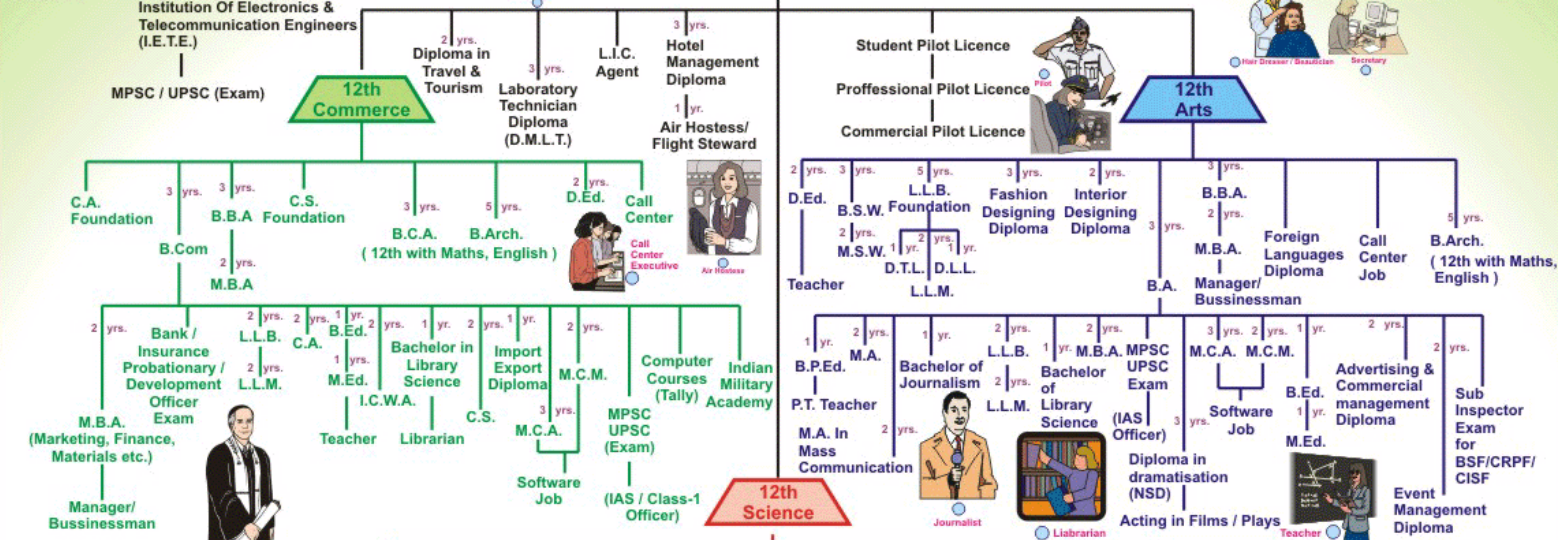 Institution Of Electronics &
Telecommunication Engineers
(I.E.T.E.)
MPSC / UPSC (Exam)
12th
Commerce
2 yrs.
Diploma in
Travel &
Tourism
3 yrs.
Laboratory
Technician
Diploma
(D.M.L.T.)
L.I.C.
Agent
3 yrs.
Hotel
Management
Diploma
1 yr.
Air Hostess/
Flight Steward
Air Hostess
Student Pilot Licence
Proffessional Pilot Licence
Commercial Pilot Licence
Pilot
12th
Arts
Hair Dresser / Beautician
Secretary
C.A.
Foundation
3 yrs.
B.Com
3 yrs.
B.B.A
2 yrs.
M.B.A
C.S.
Foundation
3 yrs.
B.C.A.
5 yrs.
B.Arch.
( 12th with Maths, English )
2 yrs.
D.Ed.
Call
Center
Call
Center
Executive
2 yrs.
M.B.A.
(Marketing, Finance,
Materials etc.)
Manager/
Bussinessman
Bank /
Insurance
Probationary /
Development
Officer
Exam
2 yrs.
L.L.B.
2 yrs.
L.L.M.
2 yrs.
C.A.
1 yr.
B.Ed.
1 yrs.
M.Ed.
Teacher
2 yrs.
I.C.W.A.
1 yr.
Bachelor in
Library
Science
Librarian
2 yrs.
C.S.
1 yr.
Import
Export
Diploma
2 yrs.
M.C.M.
3 yrs.
M.C.A.
Software
Job
MPSC
UPSC
(Exam)
(IAS / Class-1
Officer)
Computer
Courses
(Tally)
Indian
Military
Academy
12th
Science
2 yrs.
D.Ed.
Teacher
3 yrs.
B.S.W.
2 yrs.
M.S.W.
5 yrs.
L.L.B.
Foundation
1 yr.
D.T.L.
2 yrs.
L.L.M.
1 yr.
D.L.L.
3 yrs.
Fashion
Designing
Diploma
2 yrs.
Interior
Designing
Diploma
3 yrs.
B.A.
3 yrs.
B.B.A.
2 yrs.
M.B.A.
Manager/
Bussinessman
Foreign
Languages
Diploma
Call
Center
Job
5 yrs.
B.Arch.
( 12th with Maths,
English )
1 yr.
B.P.Ed.
P.T. Teacher
2 yrs.
M.A.
2 yrs.
M.A. In
Mass
Communication
1 yr.
Bachelor of
Journalism
Journalist
2 yrs.
L.L.B.
2 yrs.
L.L.M.
1 yr.
Bachelor
of
Library
Science
Liabrarian
2 yrs.
M.B.A.
MPSC
UPSC
Exam
(IAS
Officer)
3 yrs.
Diploma in
dramatisation
(NSD)
Acting in Films / Plays
3 yrs.
M.C.A.
2 yrs.
M.C.M.
Software
Job
1 yr.
B.Ed.
1 yr.
M.Ed.
Teacher
2 yrs.
Advertising &
Commercial
management
Diploma
2 yrs.
Event
Management
Diploma
Sub
Inspector
Exam
for
BSF/CRPF/
CISF